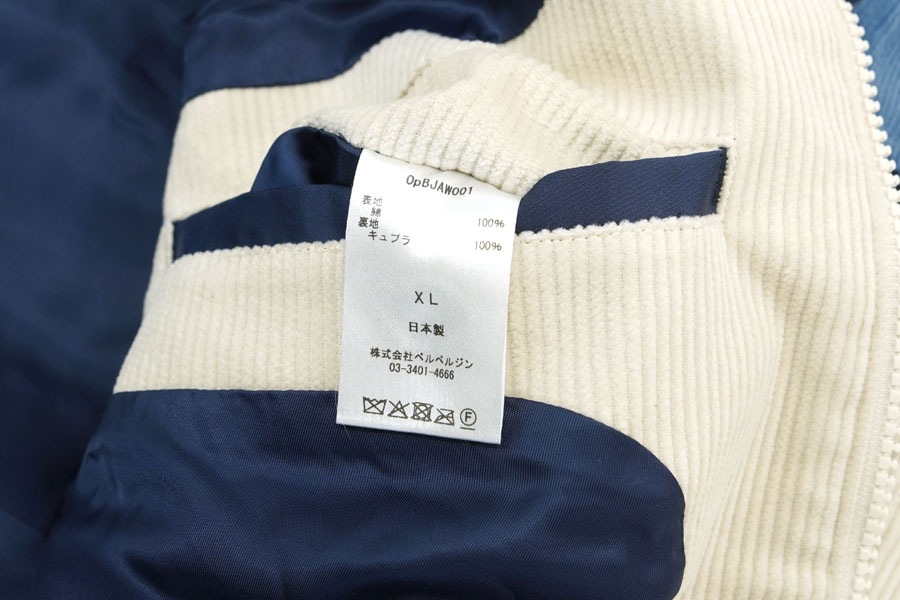 OpBJAW001
表地
綿 100%
裏地
キュプラ 100%
XL
日本製
株式会社ベルベルジン
03-3401-4666
F